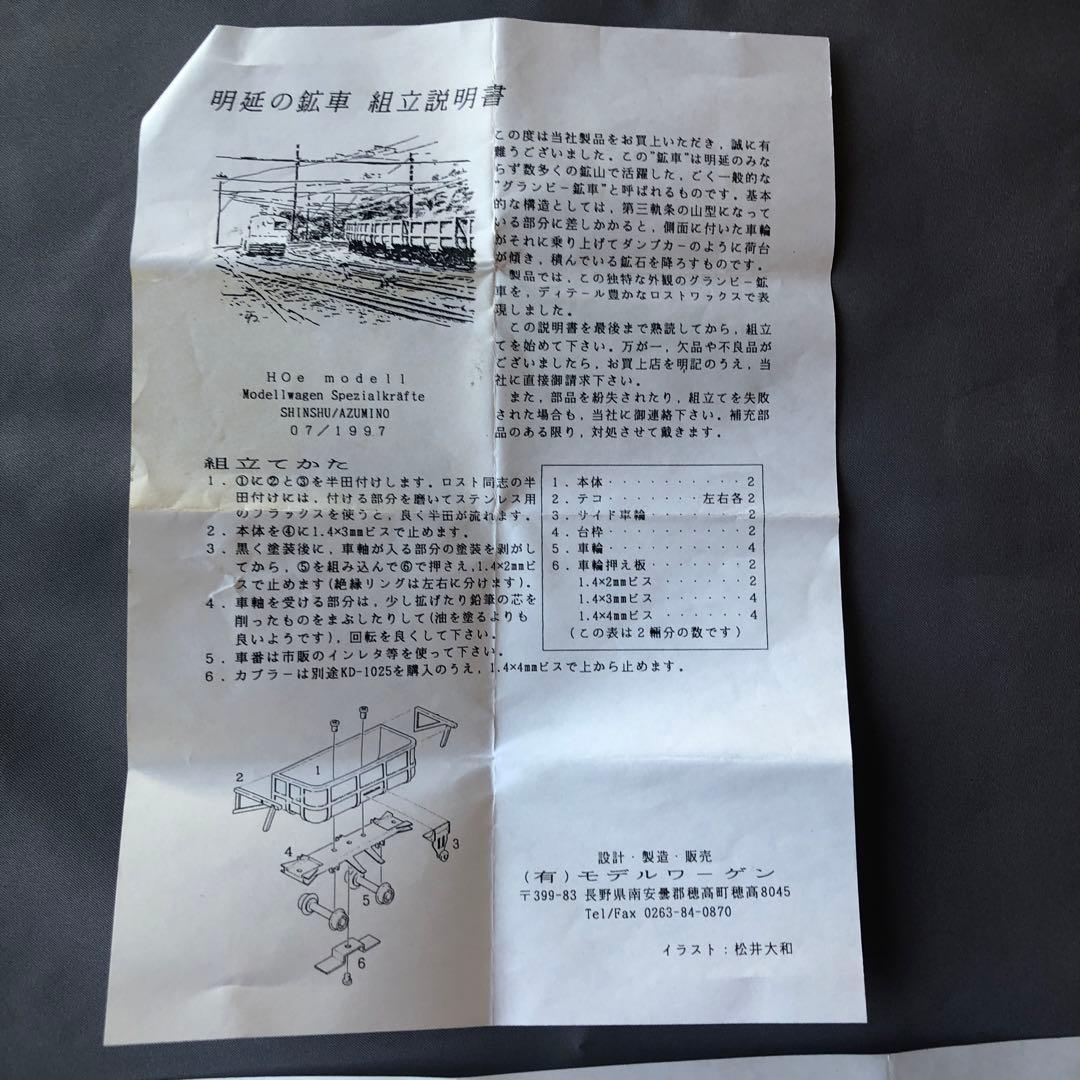 明延の鉱車 組立説明書
この度は当社製品をお買上いただき，誠に有
難うございました。この"鉱車"は明延のみな
らず数多くの鉱山で活躍した，ごく一般的な
"グランビー鉱車"と呼ばれるものです。基本
的な構造としては，第三軌条の山型になって
いる部分に差しかかると，側面に付いた車輪
がそれに乗り上げてダンプカーのように荷台
が傾き，積んでいる鉱石を降ろすものです。
製品では，この独特な外観のグランビー鉱
車を，ディテール豊かなロストワックスで表
現しました。
この説明書を最後まで熟読してから，組立
てを始めて下さい。万が一，欠品や不良品が
ございましたら，お買上店を明記のうえ，当
社に直接御請求下さい。
また，部品を紛失されたり，組立てを失敗
された場合も，当社に御連絡下さい。補充部
品のある限り，対処させて戴きます。
HOe modell
Modellwagen Spezialkräfte
SHINSHU/AZUMINO
07/1997
組立てかた
1．①に②と③を半田付けします。ロスト同志の半
田付けには，付ける部分を磨いてステンレス用
のフラックスを使うと，良く半田が流れます。
2．本体を④に1.4×3mmビスで止めます。
3．黒く塗装後に，車軸が入る部分の塗装を剥がし
てから，⑤を組み込んで⑥で押さえ，1.4×2mmビ
スで止めます(絶縁リングは左右に分けます)。
4．車軸を受ける部分は，少し拡げたり鉛筆の芯を
削ったものをまぶしたりして(油を塗るよりも
良いようです)，回転を良くして下さい。
5．車番は市販のインレタ等を使って下さい。
6．カプラーは別途KD-1025を購入のうえ，1.4×4mmビスで上から止めます。
1．本体・・・・・・・・・・2
2．テコ・・・・・・・左右各2
3．サイド車輪・・・・・・・2
4．台枠・・・・・・・・・・2
5．車輪・・・・・・・・・・4
6．車輪押え板・・・・・・・2
1.4×2mmビス・・・・・・2
1.4×3mmビス・・・・・・4
1.4×4mmビス・・・・・・4
(この表は2輛分の数です)
1
2
3
4
5
6
設計・製造・販売
(有)モデルワーゲン
〒399-83 長野県南安曇郡穂高町穂高8045
Tel/Fax 0263-84-0870
イラスト：松井大和